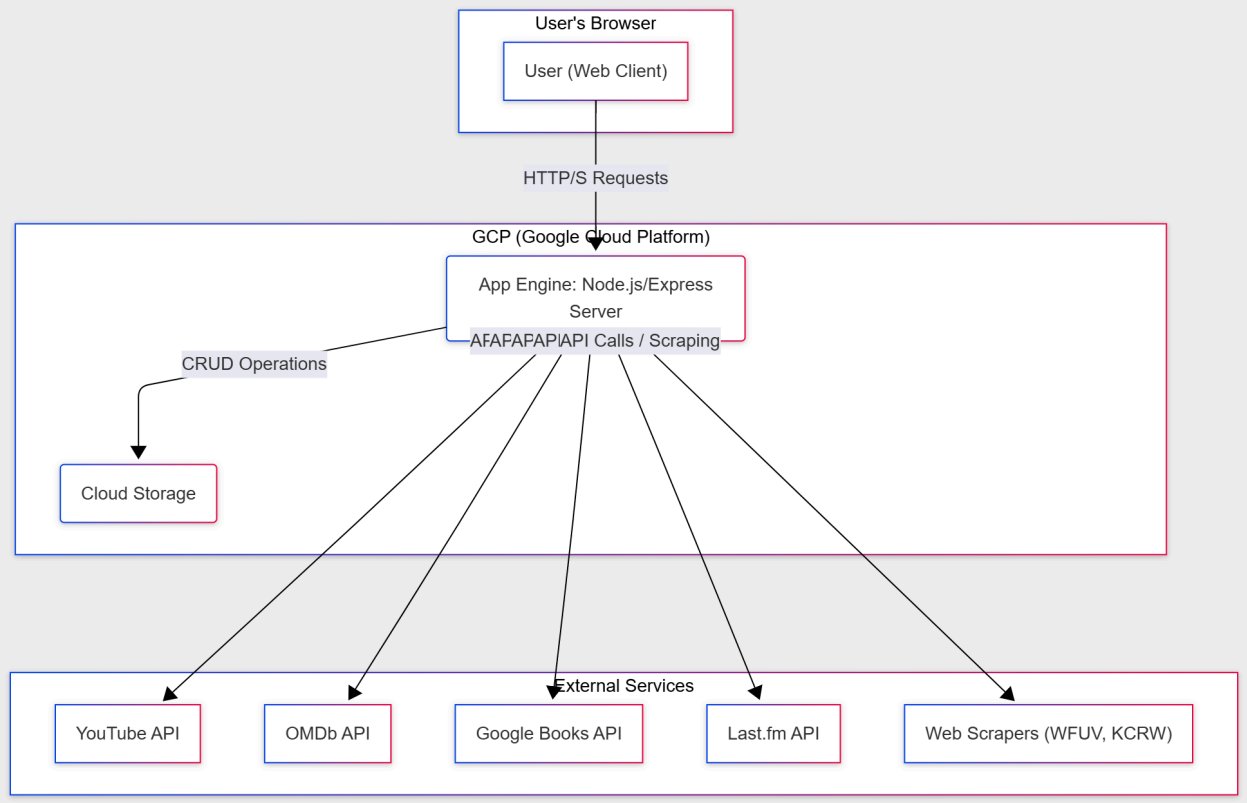 User's Browser
User (Web Client)
HTTP/S Requests
GCP (Google Cloud Platform)
App Engine: Node.js/Express
Server
API Calls / Scraping
CRUD Operations
Cloud Storage
External Services
YouTube API
OMDb API
Google Books API
Last.fm API
Web Scrapers (WFUV, KCRW)